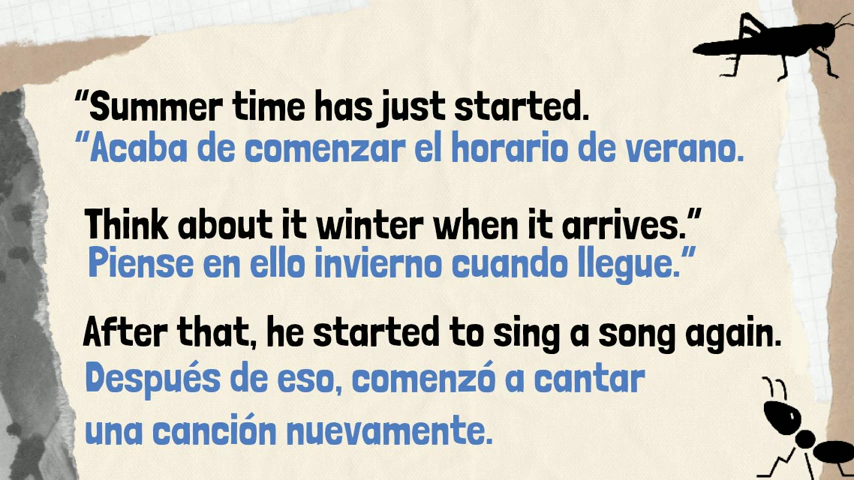 “Summer time has just started.
“Acaba de comenzar el horario de verano.
Think about it winter when it arrives.”
Piense en ello invierno cuando llegue.”
After that, he started to sing a song again.
Después de eso, comenzó a cantar
una canción nuevamente.